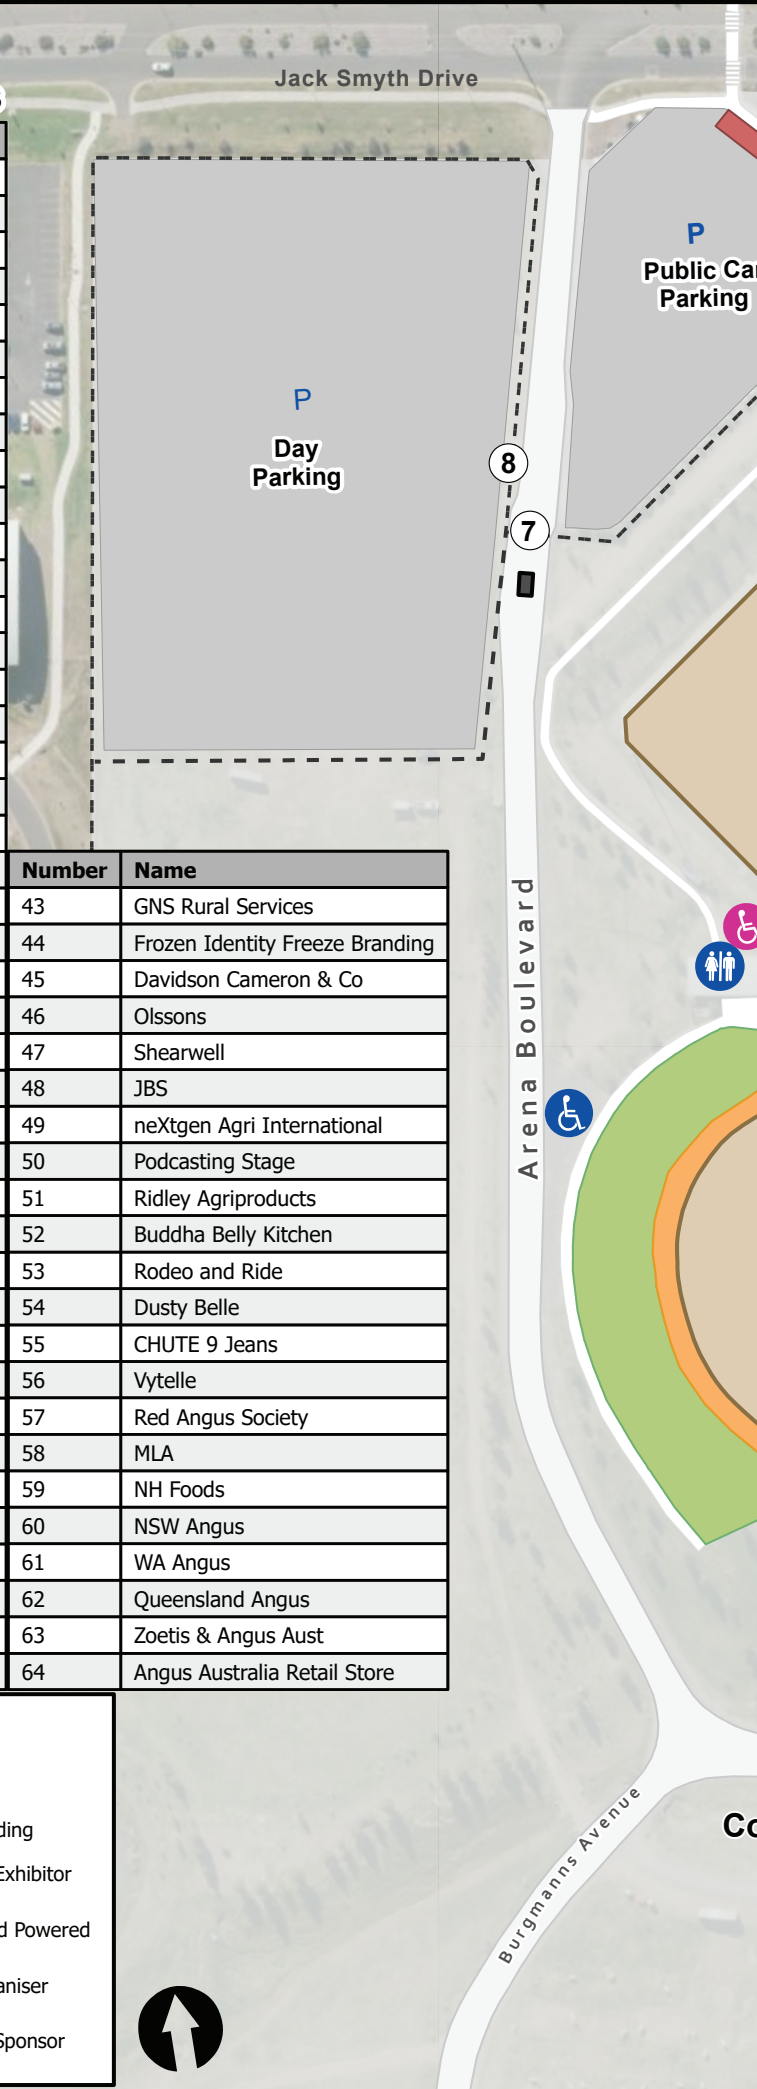 Jack Smyth Drive
P
Public Car
Parking
P
Day
Parking
8
7
Number Name
43 GNS Rural Services
44 Frozen Identity Freeze Branding
45 Davidson Cameron & Co
46 Olssons
47 Shearwell
48 JBS
49 neXtgen Agri International
50 Podcasting Stage
51 Ridley Agriproducts
52 Buddha Belly Kitchen
53 Rodeo and Ride
54 Dusty Belle
55 CHUTE 9 Jeans
56 Vytelle
57 Red Angus Society
58 MLA
59 NH Foods
60 NSW Angus
61 WA Angus
62 Queensland Angus
63 Zoetis & Angus Aust
64 Angus Australia Retail Store
Arena Boulevard
Burgmanns Avenue
Co
ding
Exhibitor
d Powered
aniser
Sponsor